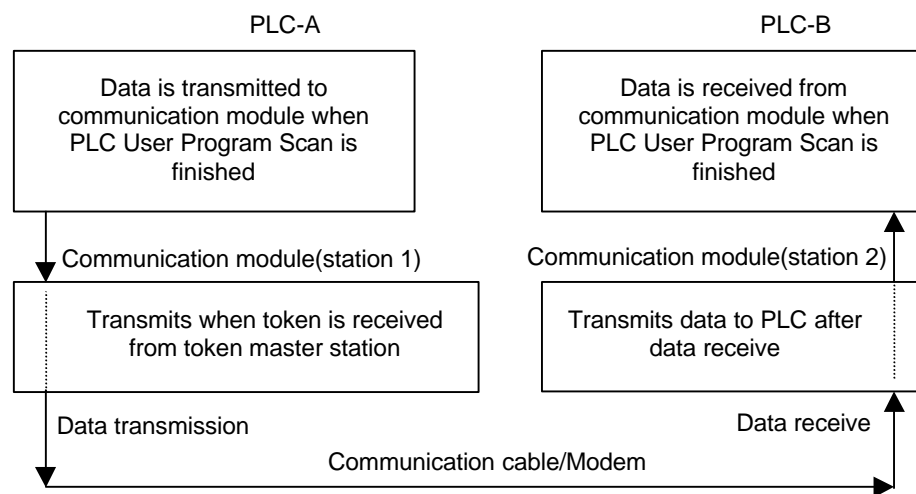 PLC-A
PLC-B
Data is transmitted to
communication module when
PLC User Program Scan is
finished
Data is received from
communication module when
PLC User Program Scan is
finished
Communication module(station 1)
Communication module(station 2)
Transmits when token is received
from token master station
Transmits data to PLC after
data receive
Data transmission
Data receive
Communication cable/Modem